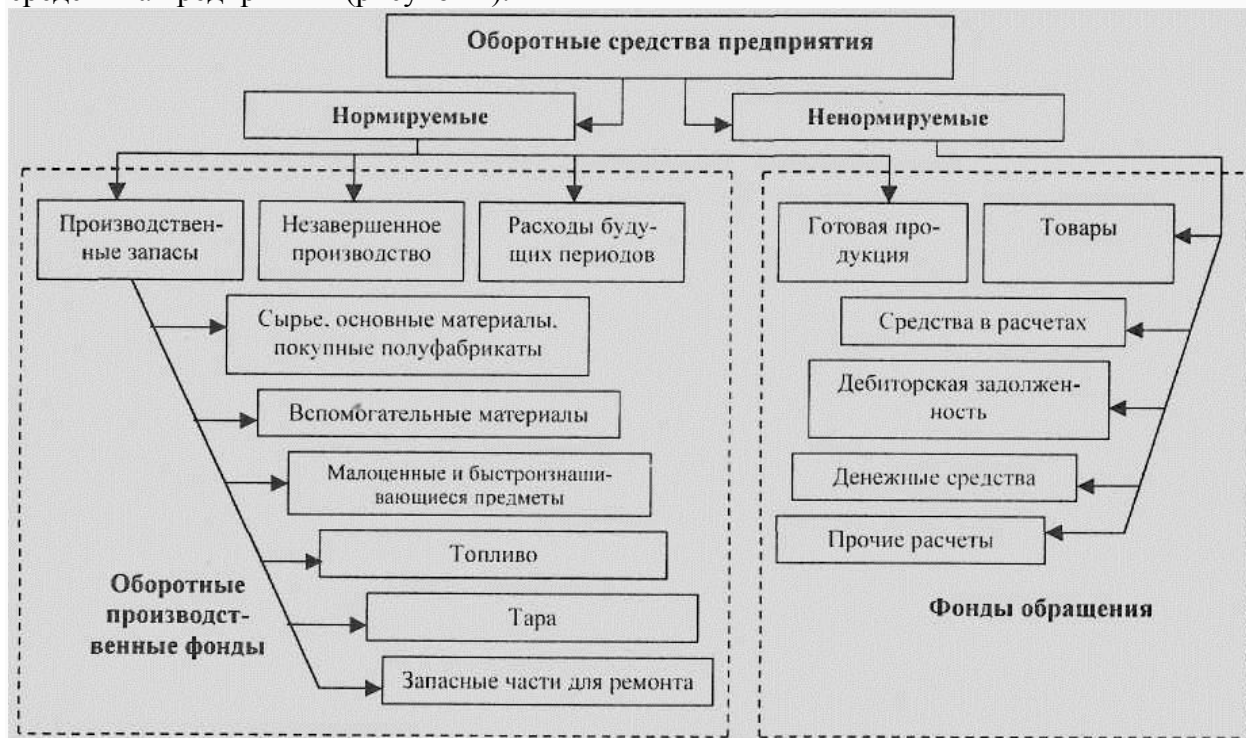 Оборотные средства предприятия
Нормируемые
Ненормируемые
Производствен-
ные запасы
Незавершенное
производство
Расходы буду-
щих периодов
Готовая про-
дукция
Товары
Сырье, основные материалы,
покупные полуфабрикаты
Вспомогательные материалы
Малоценные и быстроизнаши-
вающиеся предметы
Топливо
Тара
Запасные части для ремонта
Оборотные
производст-
венные фонды
Средства в расчетах
Дебиторская задолжен-
ность
Денежные средства
Прочие расчеты
Фонды обращения